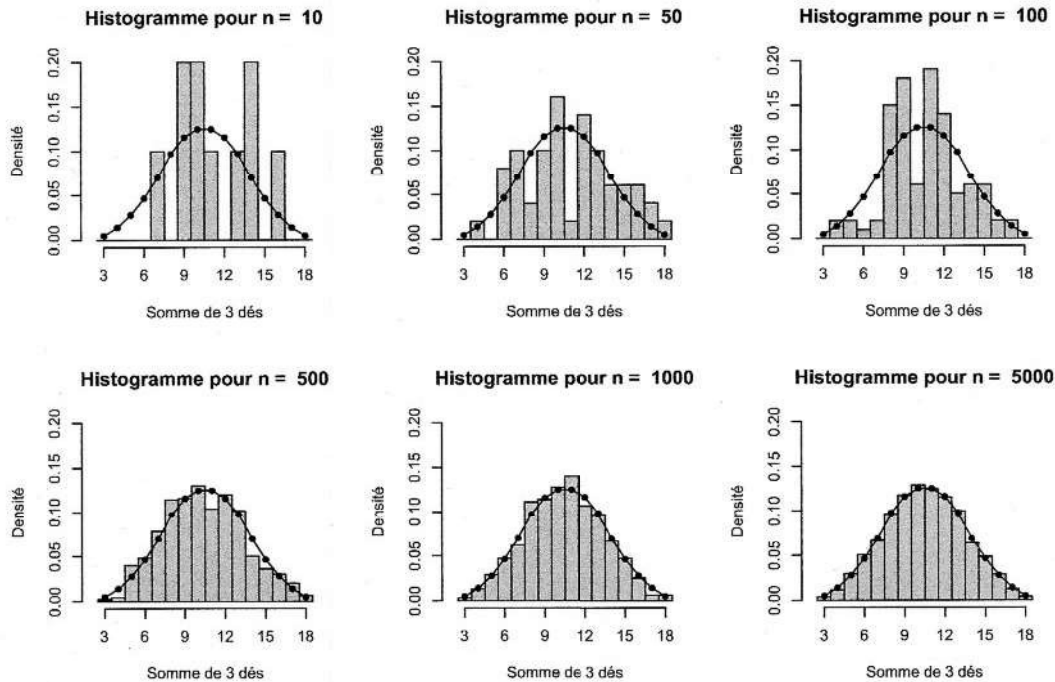 Histogramme pour n = 10
Densité
0.00 0.05 0.10 0.15 0.20
3 6 9 12 15 18
Somme de 3 dés
Histogramme pour n = 50
Densité
0.00 0.05 0.10 0.15 0.20
3 6 9 12 15 18
Somme de 3 dés
Histogramme pour n = 100
Densité
0.00 0.05 0.10 0.15 0.20
3 6 9 12 15 18
Somme de 3 dés
Histogramme pour n = 500
Densité
0.00 0.05 0.10 0.15 0.20
3 6 9 12 15 18
Somme de 3 dés
Histogramme pour n = 1000
Densité
0.00 0.05 0.10 0.15 0.20
3 6 9 12 15 18
Somme de 3 dés
Histogramme pour n = 5000
Densité
0.00 0.05 0.10 0.15 0.20
3 6 9 12 15 18
Somme de 3 dés